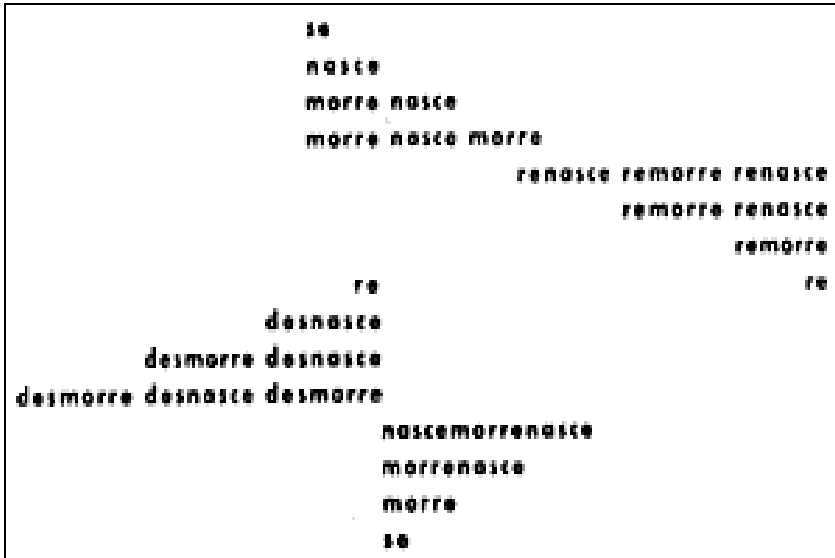 se
nasce
morre nasce
morre nasce morre
renasce remorre renasce
remorre renasce
remorre
re re
desnasce
desmorre desnasce
desmorre desnasce desmorre
nascemorrenasce
morrenasce
morre
se